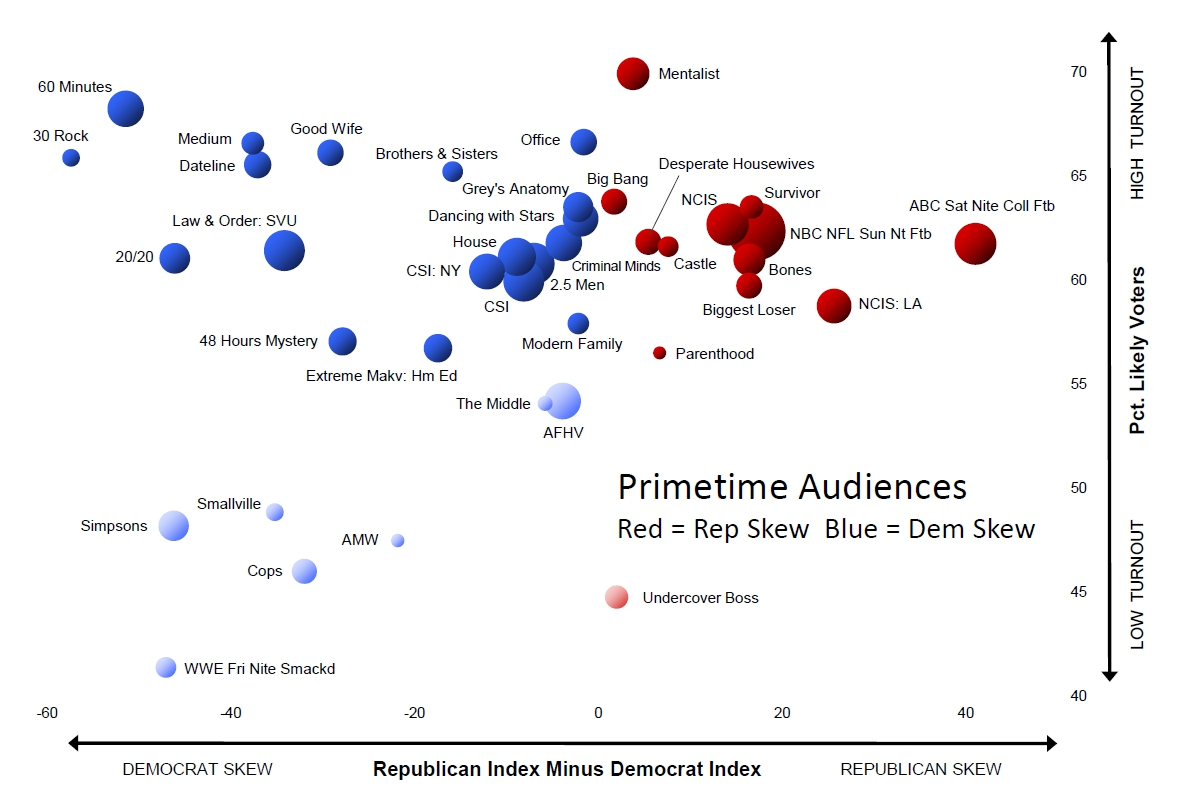 70
Mentalist
60 Minutes
30 Rock
Medium
Good Wife
Office
Dateline
Brothers & Sisters
Desperate Housewives
65
Grey's Anatomy
Big Bang
NCIS
Survivor
ABC Sat Nite Coll Ftb
Law & Order: SVU
Dancing with Stars
NBC NFL Sun Nt Ftb
House
20/20
CSI: NY
Criminal Minds
Castle
Bones
60
2.5 Men
CSI
Biggest Loser
NCIS: LA
48 Hours Mystery
Modern Family
Parenthood
Extreme Makv: Hm Ed
55
The Middle
AFHV
Primetime Audiences
Red = Rep Skew Blue = Dem Skew
50
Smallville
Simpsons
AMW
Cops
45
Undercover Boss
WWE Fri Nite Smackd
40
-60
-40
-20
0
20
40
DEMOCRAT SKEW
Republican Index Minus Democrat Index
REPUBLICAN SKEW
HIGH TURNOUT
Pct. Likely Voters
LOW TURNOUT